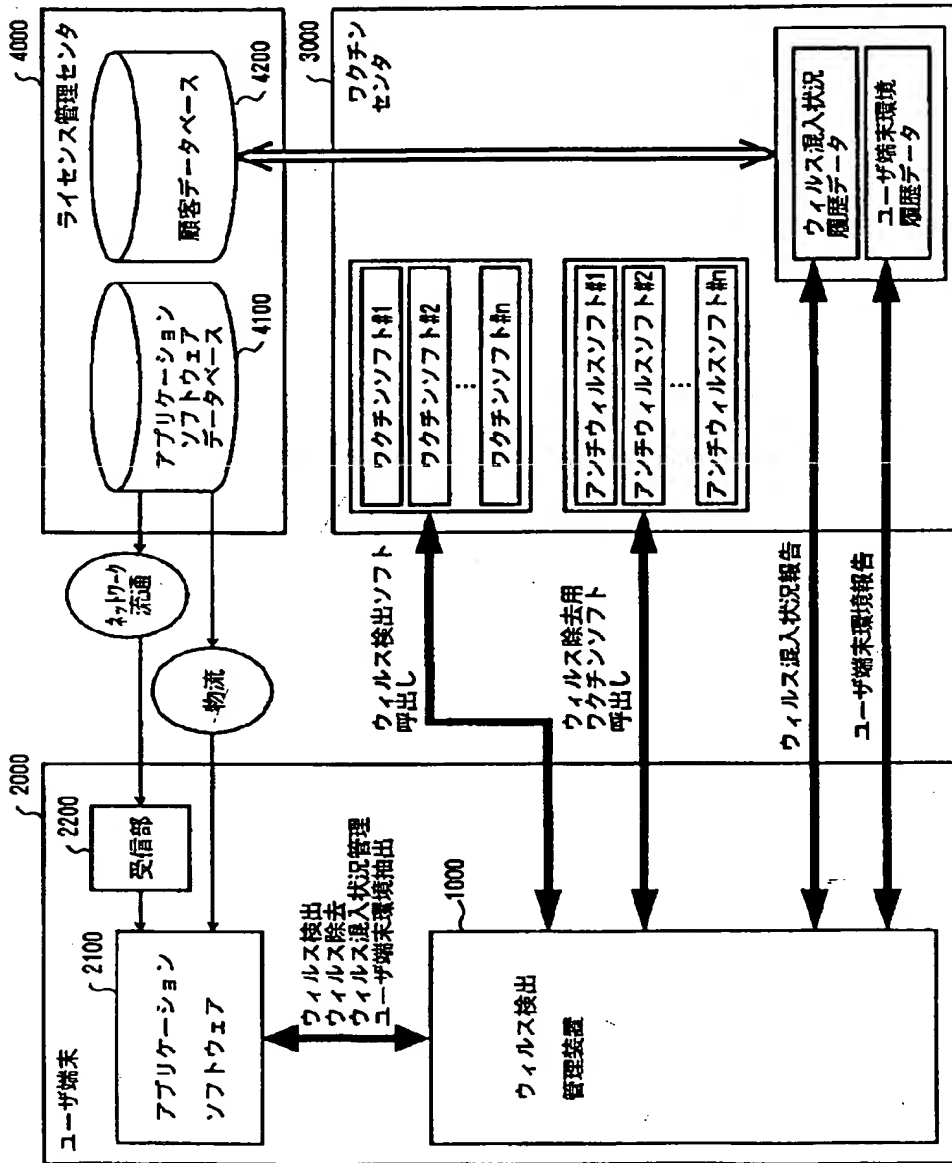 ユーザ端末
2000
2100
アプリケーション
ソフトウェア
2200
受信部
ネットワーク
流通
物流
ウィルス検出
ウィルス除去
ウィルス混入状況管理
ユーザ端末環境抽出
1000
ウィルス検出
管理装置
ウィルス検出ソフト
呼出し
ウィルス除去用
ワクチンソフト
呼出し
ウィルス混入状況報告
ユーザ端末環境報告
4000
ライセンス管理センタ
アプリケーション
ソフトウェア
データベース
4100
顧客データベース
4200
3000
ワクチン
センタ
ワクチンソフト#1
ワクチンソフト#2
…
ワクチンソフト#n
アンチウィルスソフト#1
アンチウィルスソフト#2
…
アンチウィルスソフト#n
ウィルス混入状況
履歴データ
ユーザ端末環境
履歴データ